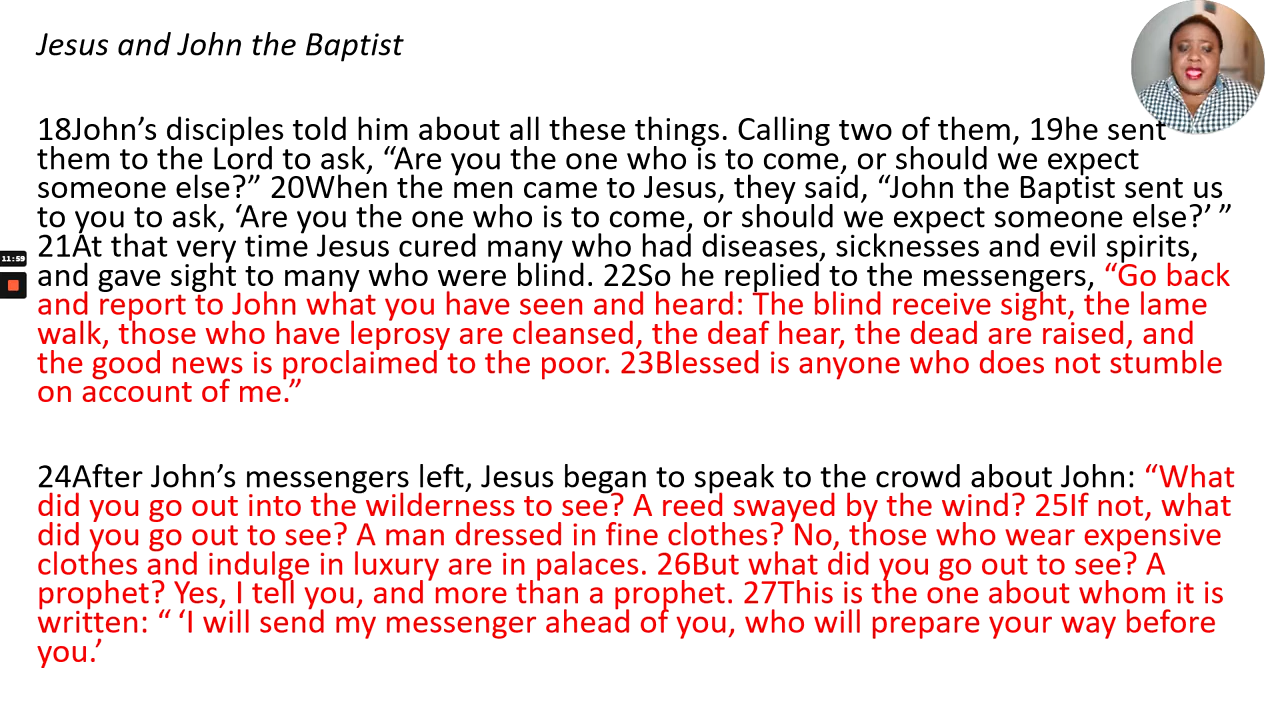 Jesus and John the Baptist
18John’s disciples told him about all these things. Calling two of them, 19he sent
them to the Lord to ask, “Are you the one who is to come, or should we expect
someone else?” 20When the men came to Jesus, they said, “John the Baptist sent us
to you to ask, ‘Are you the one who is to come, or should we expect someone else?’ ”
21At that very time Jesus cured many who had diseases, sicknesses and evil spirits,
11:59
and gave sight to many who were blind. 22So he replied to the messengers, “Go back
and report to John what you have seen and heard: The blind receive sight, the lame
walk, those who have leprosy are cleansed, the deaf hear, the dead are raised, and
the good news is proclaimed to the poor. 23Blessed is anyone who does not stumble
on account of me.”
24After John’s messengers left, Jesus began to speak to the crowd about John: “What
did you go out into the wilderness to see? A reed swayed by the wind? 25If not, what
did you go out to see? A man dressed in fine clothes? No, those who wear expensive
clothes and indulge in luxury are in palaces. 26But what did you go out to see? A
prophet? Yes, I tell you, and more than a prophet. 27This is the one about whom it is
written: “ ‘I will send my messenger ahead of you, who will prepare your way before
you.’